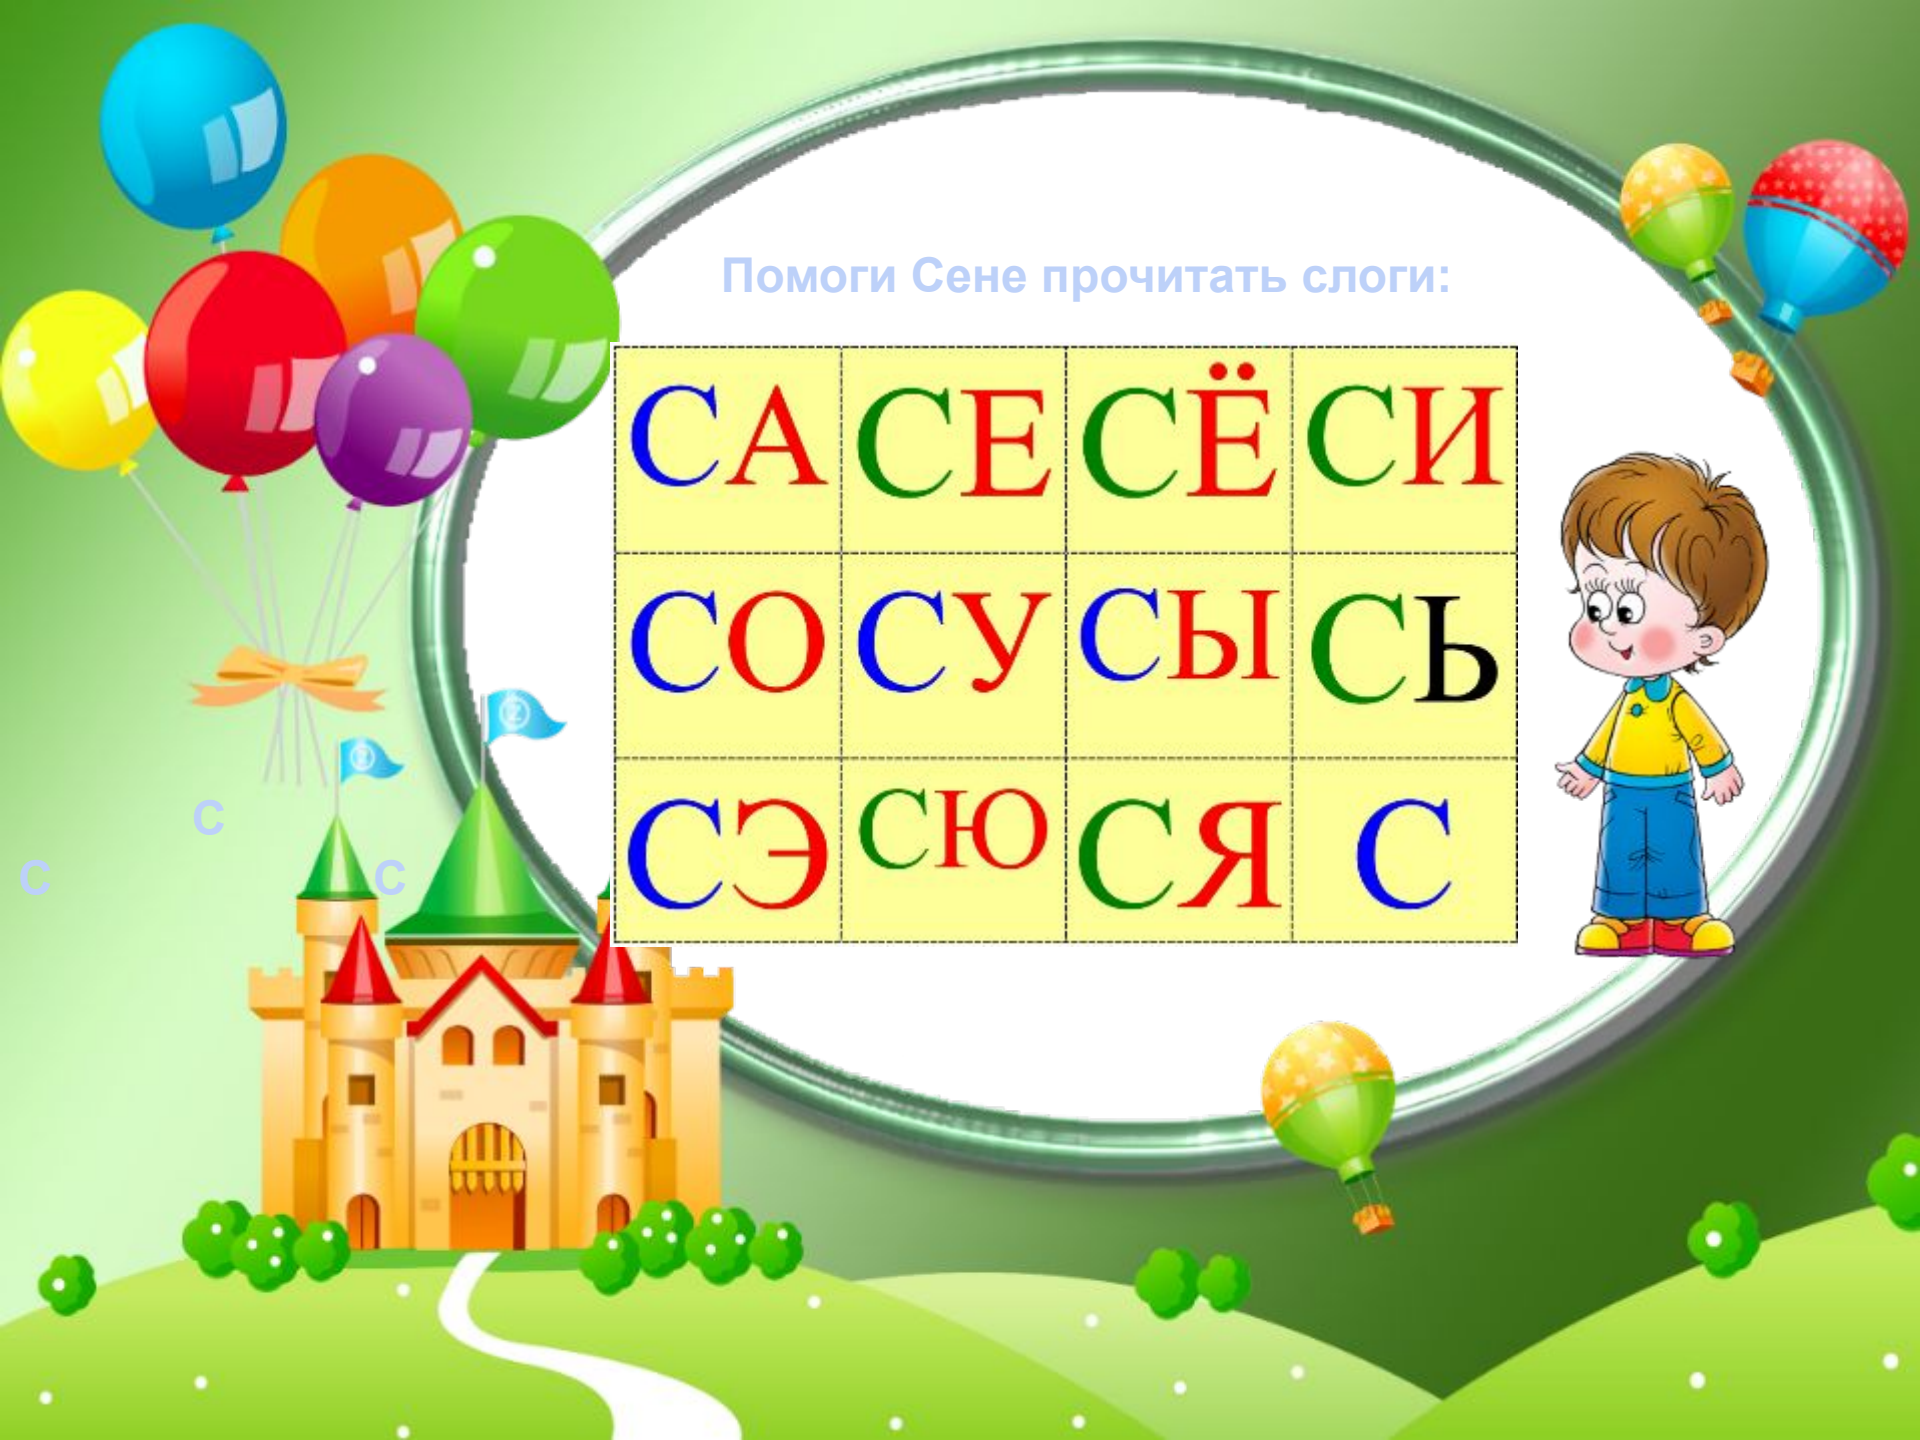 Помоги Сене прочитать слоги:
СА СЕ СЁ СИ
СО СУ СЫ СЬ
СЭ СЮ СЯ С
С
С С